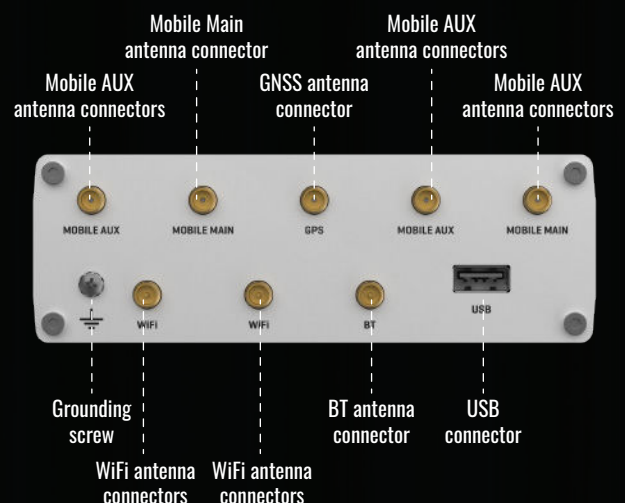 Mobile Main
antenna connector
Mobile AUX
antenna connectors
Mobile AUX
antenna connectors
GNSS antenna
connector
Mobile AUX
antenna connectors
MOBILE AUX
MOBILE MAIN
GPS
MOBILE AUX
MOBILE MAIN
WiFi
WiFi
BT
USB
Grounding
screw
BT antenna
connector
USB
connector
WiFi antenna
connectors
WiFi antenna
connectors